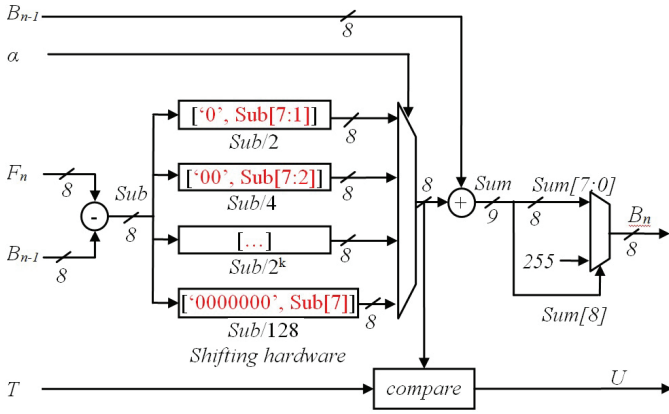 Bn-1
8
α
['0', Sub[7:1]]
8
Sub/2
['00', Sub[7:2]]
8
Sub/4
Fn
8
Sub
-
8
8
+
Sum
9
Sum[7:0]
8
Bn
8
Bn-1
8
[...]
8
Sub/2k
255
['0000000', Sub[7]]
8
Sub/128
Sum[8]
Shifting hardware
T
compare
U